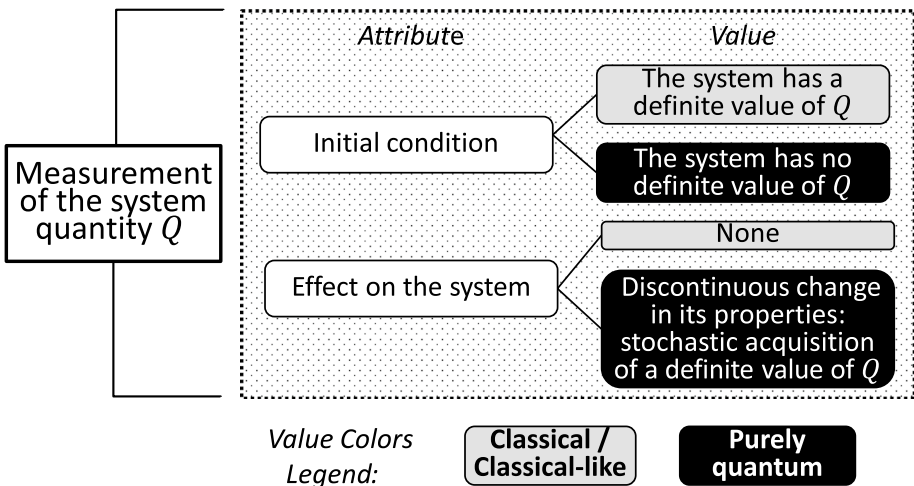 Attribute
Value
Measurement
of the system
quantity Q
Initial condition
The system has a
definite value of Q
The system has no
definite value of Q
Effect on the system
None
Discontinuous change
in its properties:
stochastic acquisition
of a definite value of Q
Value Colors
Legend:
Classical /
Classical-like
Purely
quantum